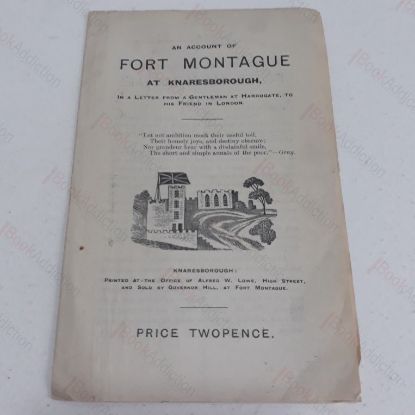 AN ACCOUNT OF
FORT MONTAGUE
AT KNARESBOROUGH,
IN A LETTER FROM A GENTLEMAN AT HARROGATE, TO
HIS FRIEND IN LONDON.
"Let not ambition mock their useful toil,
Their homely joys, and destiny obscure;
Nor grandeur hear with a disdainful smile,
The short and simple annals of the poor."—Gray.
KNARESBOROUGH:
PRINTED AT THE OFFICE OF ALFRED W. LOWE, HIGH STREET,
AND SOLD BY GOVERNOR HILL, AT FORT MONTAGUE.
PRICE TWOPENCE.